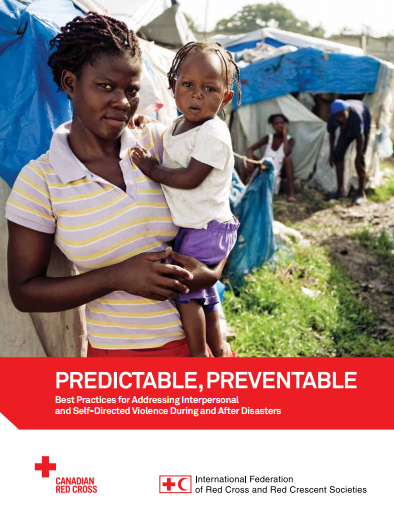 PREDICTABLE, PREVENTABLE
Best Practices for Addressing Interpersonal
and Self-Directed Violence During and After Disasters
CANADIAN
RED CROSS
International Federation
of Red Cross and Red Crescent Societies